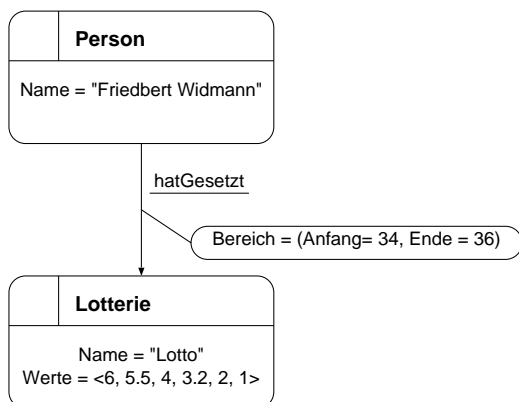 Person
Name = "Friedbert Widmann"
hatGesetzt
Bereich = (Anfang= 34, Ende = 36)
Lotterie
Name = "Lotto"
Werte = <6, 5.5, 4, 3.2, 2, 1>